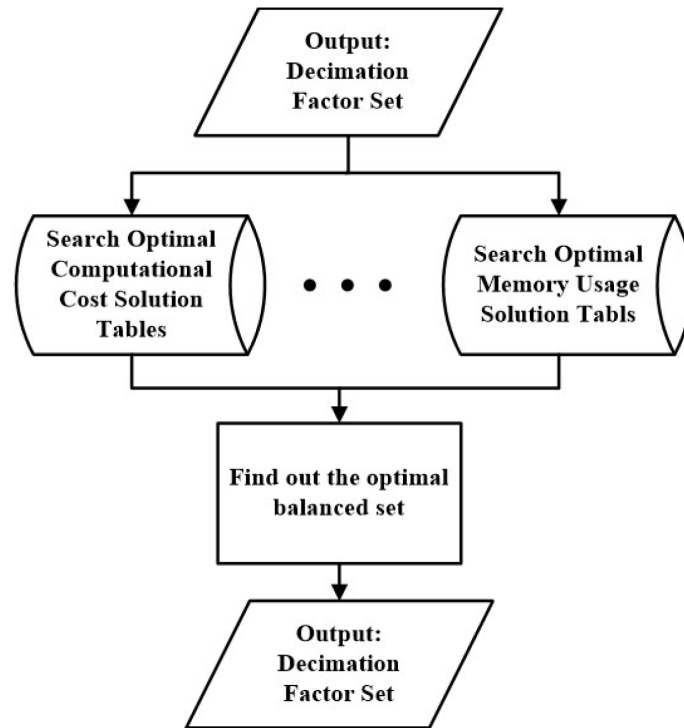 Output:
Decimation
Factor Set
Search Optimal
Computational
Cost Solution
Tables
Search Optimal
Memory Usage
Solution Tabls
Find out the optimal
balanced set
Output:
Decimation
Factor Set